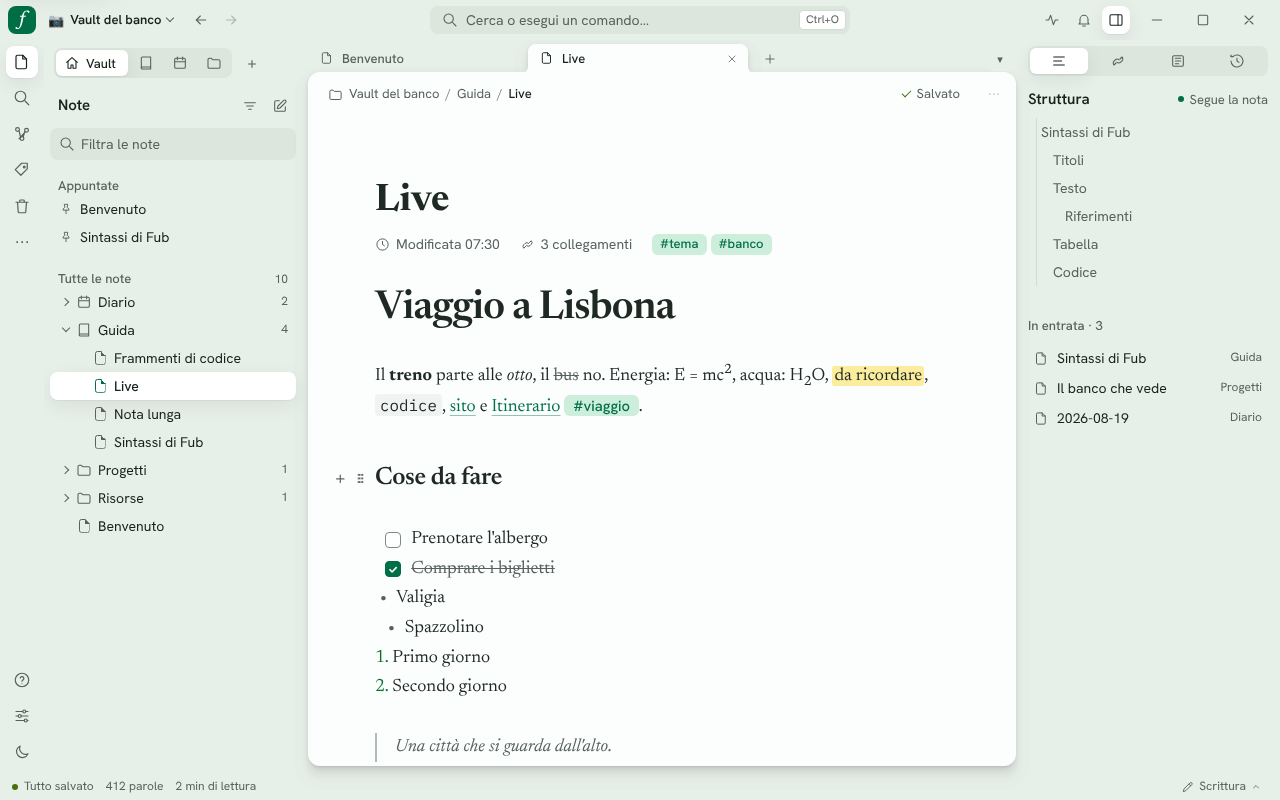 f Vault del banco
Cerca o esegui un comando… Ctrl+O
Vault
Note
Filtra le note
Appuntate
Benvenuto
Sintassi di Fub
Tutte le note 10
Diario 2
Guida 4
Frammenti di codice
Live
Nota lunga
Sintassi di Fub
Progetti 1
Risorse 1
Benvenuto
Benvenuto
Live
Vault del banco / Guida / Live
Salvato
Live
Modificata 07:30 3 collegamenti #tema #banco
Viaggio a Lisbona
Il treno parte alle otto, il bus no. Energia: E = mc², acqua: H₂O, da ricordare,
codice , sito e Itinerario #viaggio .
Cose da fare
Prenotare l'albergo
Comprare i biglietti
• Valigia
• Spazzolino
1. Primo giorno
2. Secondo giorno
Una città che si guarda dall'alto.
Struttura Segue la nota
Sintassi di Fub
Titoli
Testo
Riferimenti
Tabella
Codice
In entrata · 3
Sintassi di Fub Guida
Il banco che vede Progetti
2026-08-19 Diario
Tutto salvato 412 parole 2 min di lettura
Scrittura